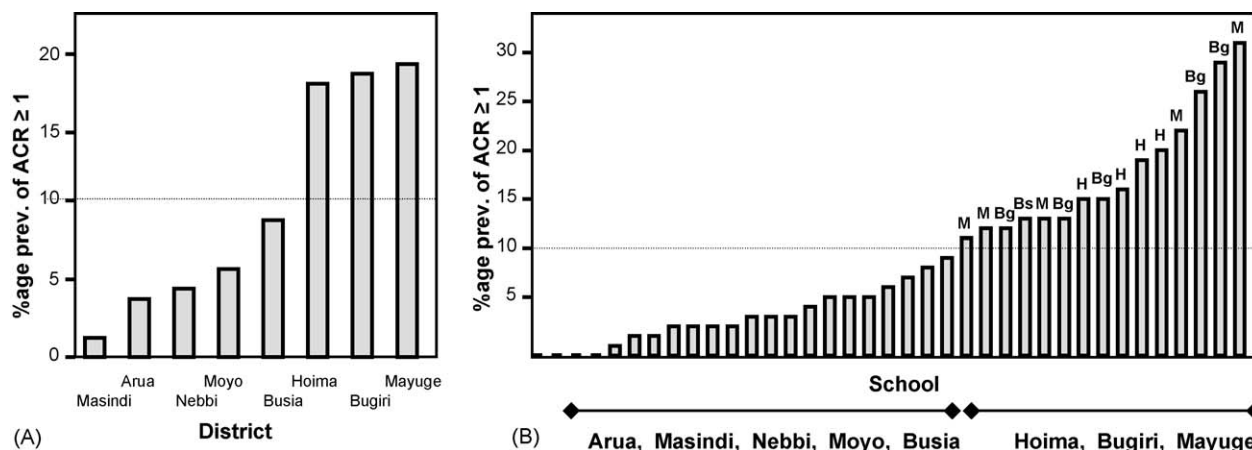 %age prev. of ACR ≥ 1
20
15
10
5
0
Arua Moyo Hoima Mayuge
Masindi Nebbi Busia Bugiri
District
(A)
%age prev. of ACR ≥ 1
30
25
20
15
10
5
M M Bg Bs M Bg H Bg H H H M Bg Bg M
School
Arua, Masindi, Nebbi, Moyo, Busia
Hoima, Bugiri, Mayuge
(B)